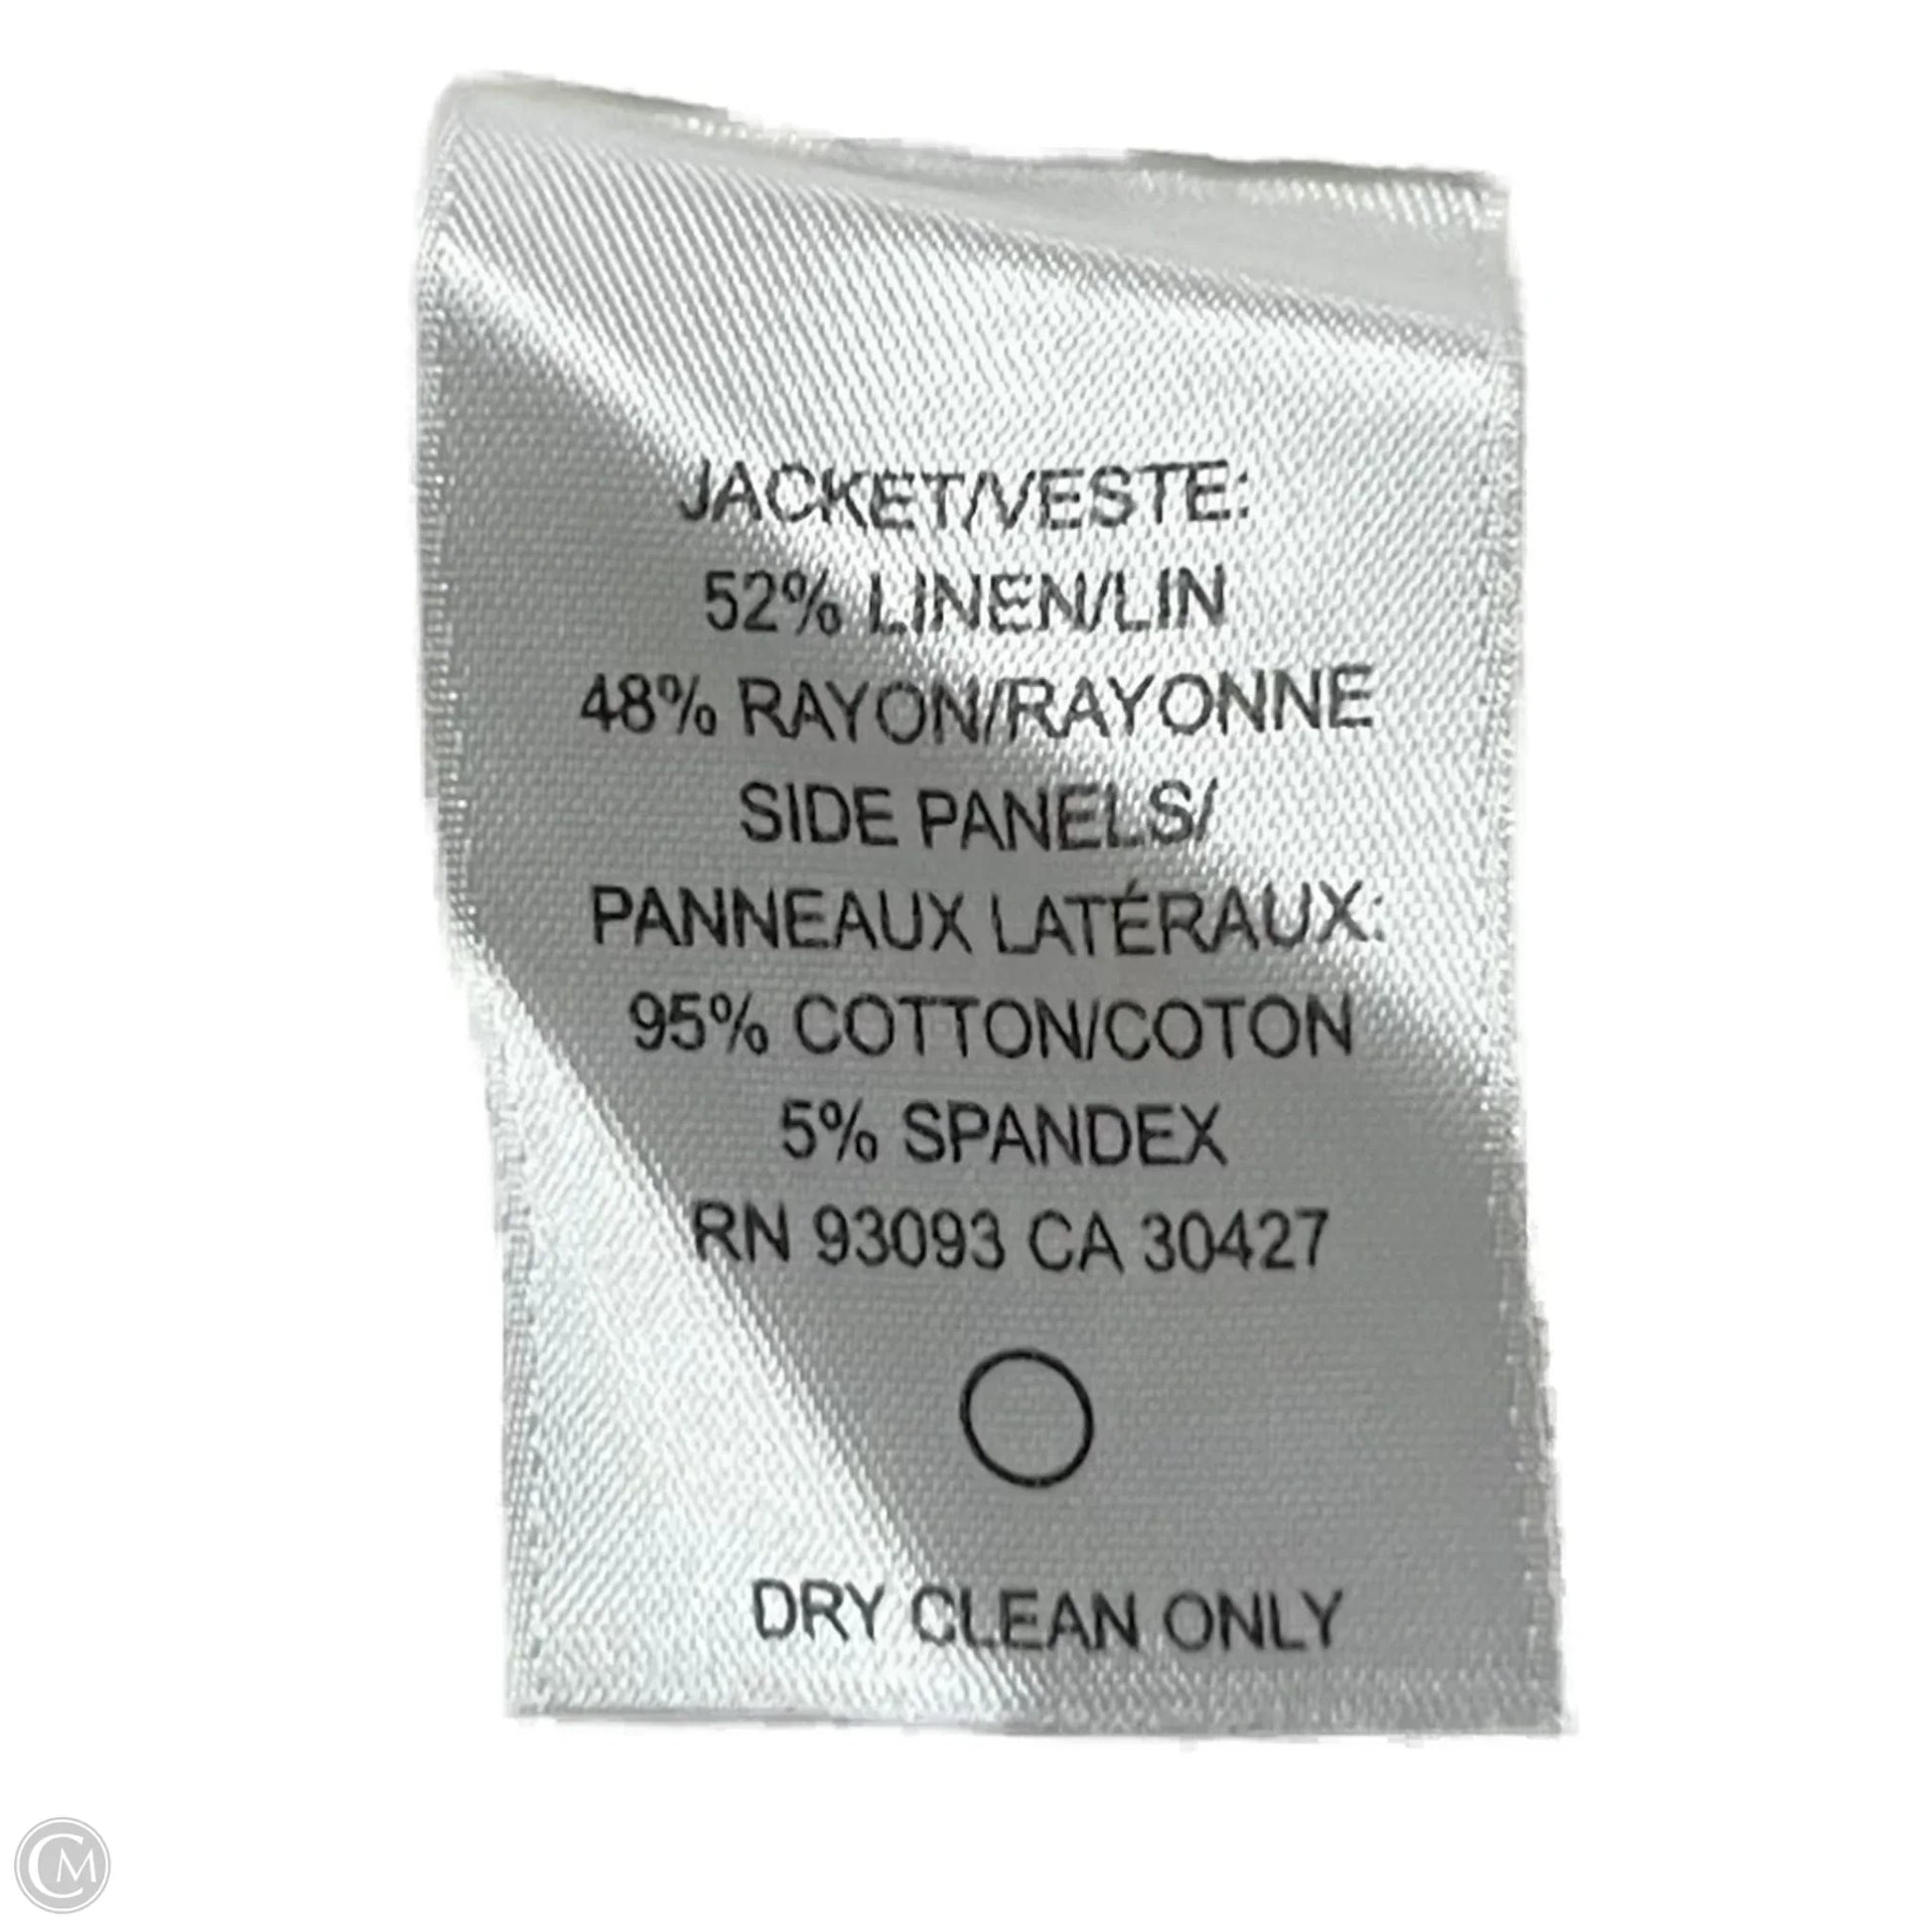 JACKET/VESTE:
52% LINEN/LIN
48% RAYON/RAYONNE
SIDE PANELS/
PANNEAUX LATÉRAUX:
95% COTTON/COTON
5% SPANDEX
RN 93093 CA 30427
DRY CLEAN ONLY
CM